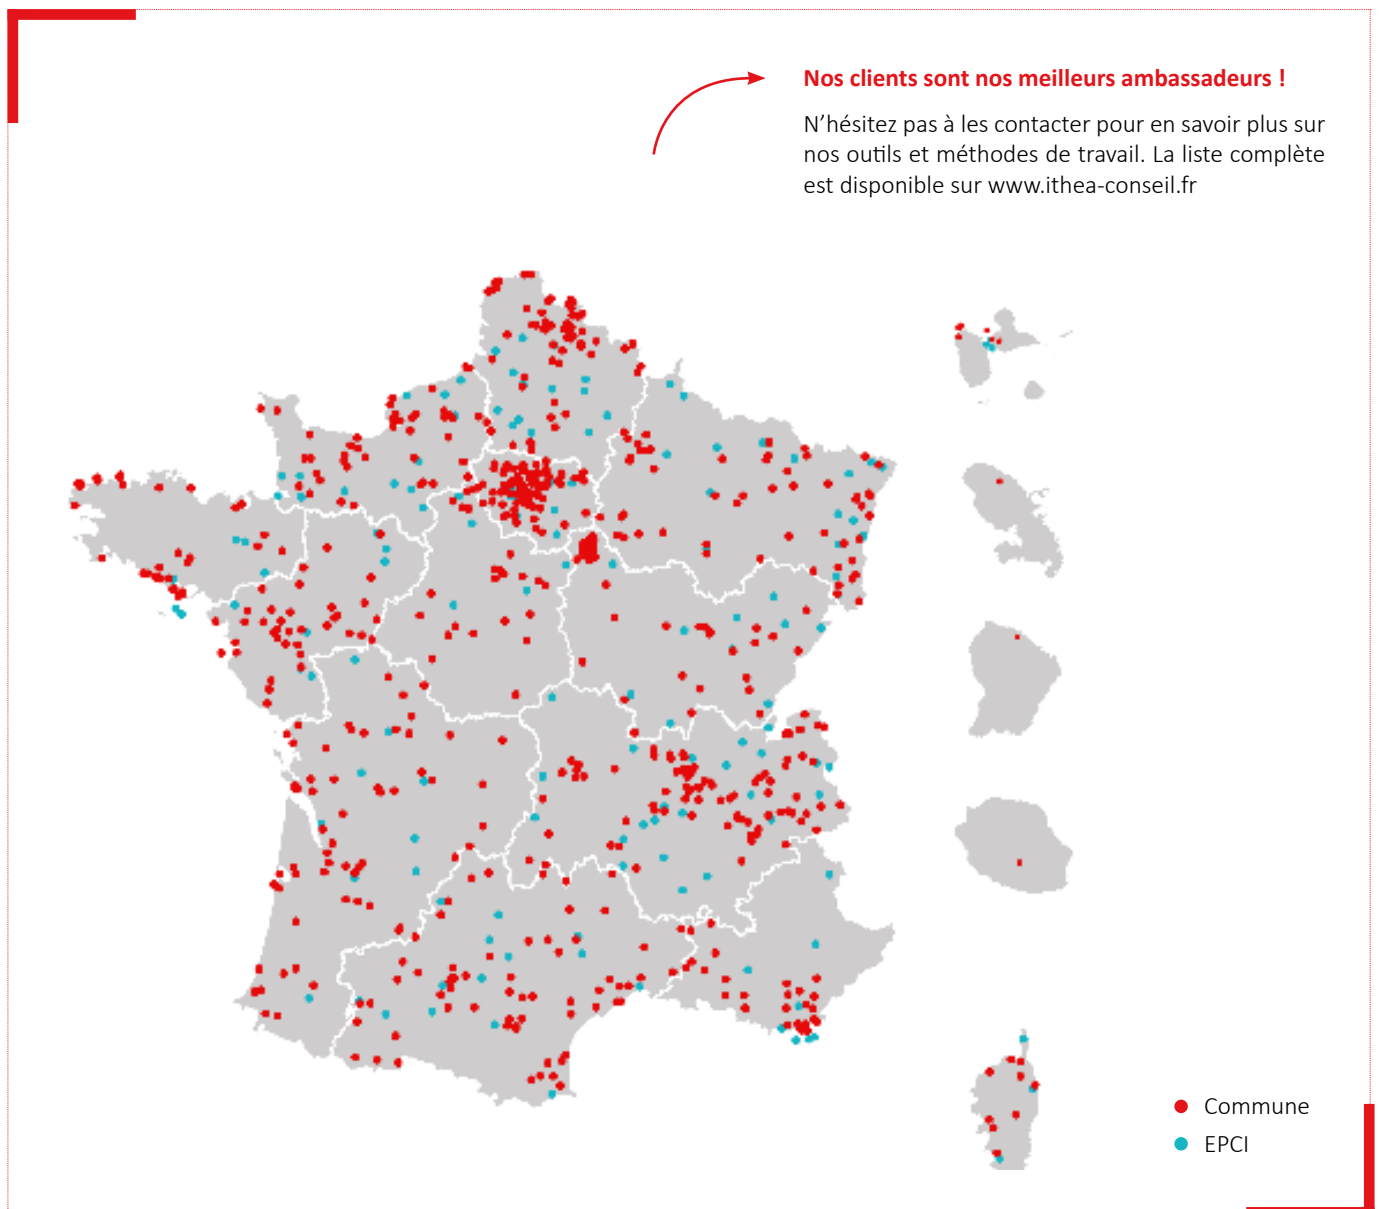 Nos clients sont nos meilleurs ambassadeurs !
N’hésitez pas à les contacter pour en savoir plus sur
nos outils et méthodes de travail. La liste complète
est disponible sur www.ithea-conseil.fr
Commune
EPCI